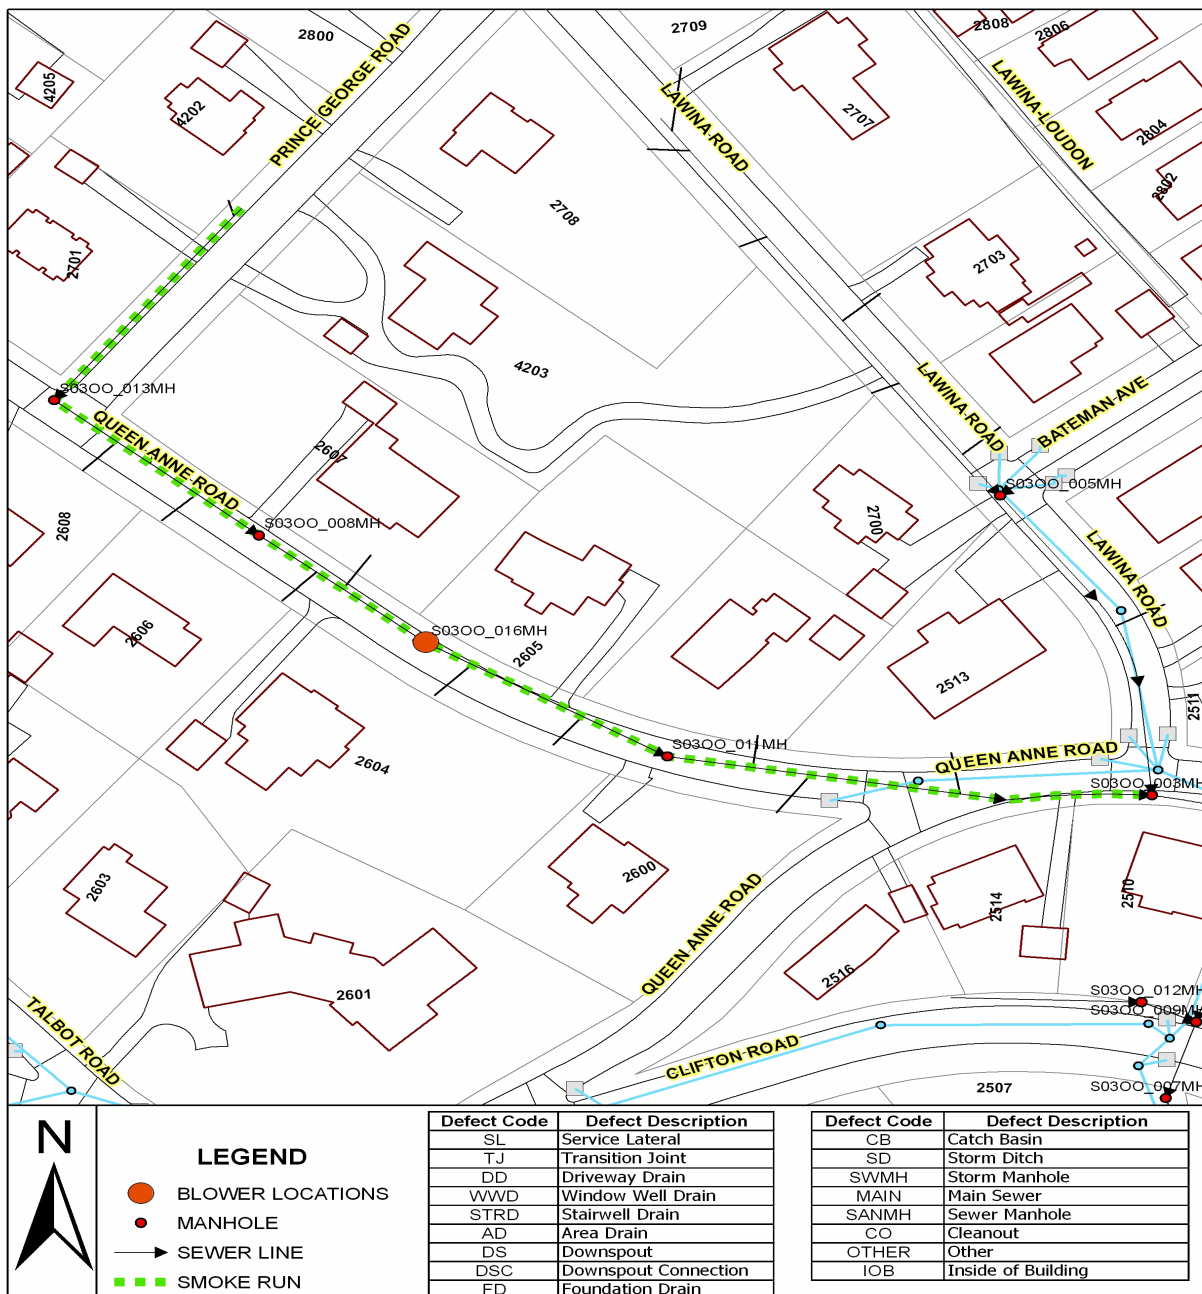 2800
2709
2808
2806
4205
4202
PRINCE GEORGE ROAD
LAWINA ROAD
2707
LAWINA-LOUDON
2804
2802
2708
2701
2703
4203
S03OO_013MH
QUEEN ANNE ROAD
2607
LAWINA ROAD
BATEMAN AVE
S03OO_005MH
2608
S03OO_008MH
2700
LAWINA ROAD
2606
S03OO_016MH
2605
2513
2511
2604
S03OO_011MH
QUEEN ANNE ROAD
S03OO_003MH
2603
2600
2514
2510
QUEEN ANNE ROAD
2516
2601
S03OO_012MH
S03OO_009MH
TALBOT ROAD
CLIFTON ROAD
2507
S03OO_007MH
N
LEGEND
BLOWER LOCATIONS
MANHOLE
SEWER LINE
SMOKE RUN
Defect Code Defect Description
SL Service Lateral
TJ Transition Joint
DD Driveway Drain
WWD Window Well Drain
STRD Stairwell Drain
AD Area Drain
DS Downspout
DSC Downspout Connection
FD Foundation Drain
Defect Code Defect Description
CB Catch Basin
SD Storm Ditch
SWMH Storm Manhole
MAIN Main Sewer
SANMH Sewer Manhole
CO Cleanout
OTHER Other
IOB Inside of Building